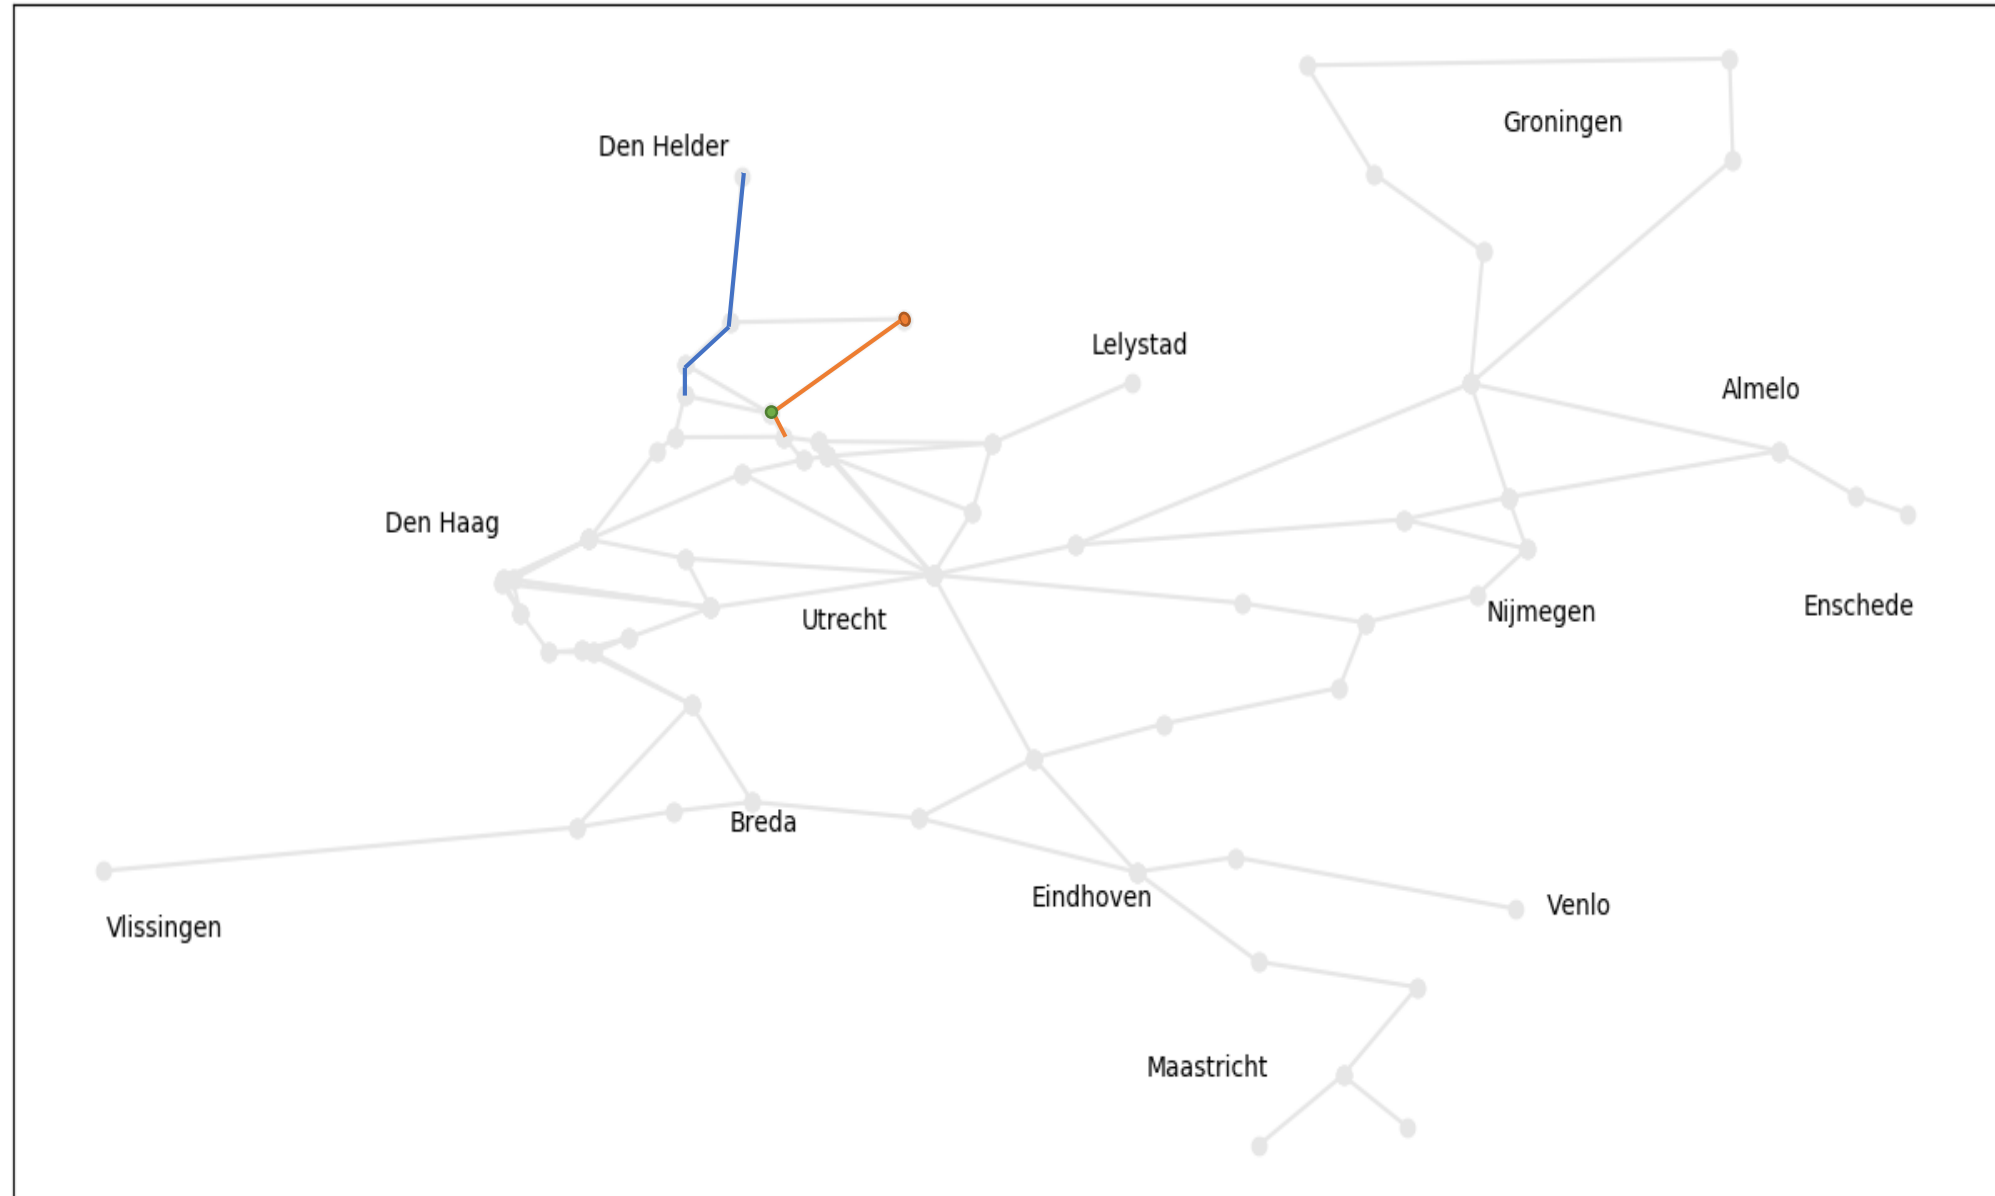 Groningen
Den Helder
Lelystad
Almelo
Den Haag
Utrecht
Nijmegen
Enschede
Breda
Eindhoven
Venlo
Vlissingen
Maastricht